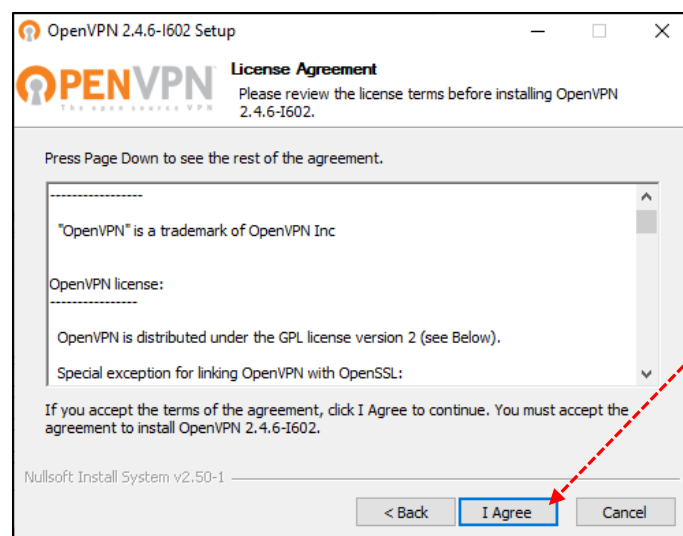 OpenVPN 2.4.6-I602 Setup
OPENVPN
The open source VPN
License Agreement
Please review the license terms before installing OpenVPN
2.4.6-I602.
Press Page Down to see the rest of the agreement.
-----------------
"OpenVPN" is a trademark of OpenVPN Inc
OpenVPN license:
----------------
OpenVPN is distributed under the GPL license version 2 (see Below).
Special exception for linking OpenVPN with OpenSSL:
If you accept the terms of the agreement, click I Agree to continue. You must accept the
agreement to install OpenVPN 2.4.6-I602.
Nullsoft Install System v2.50-1
< Back I Agree Cancel